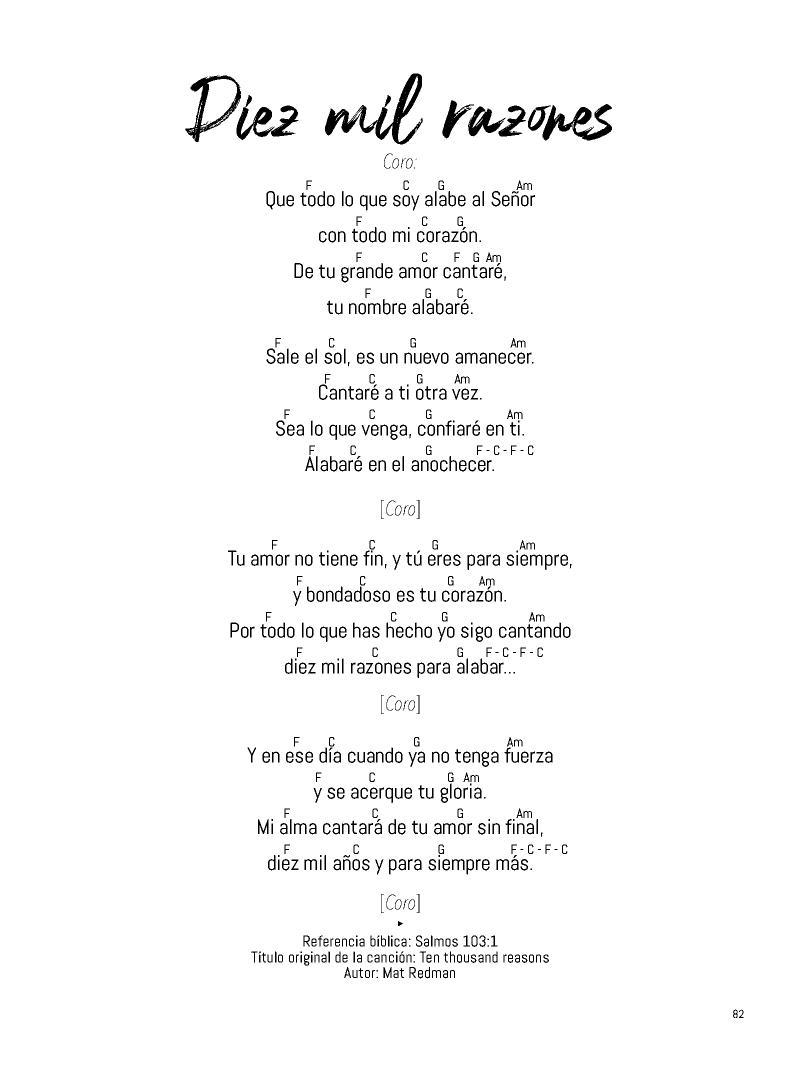 Diez mil razones
Coro:
F C G Am
Que todo lo que soy alabe al Señor
F C G
con todo mi corazón.
F C F G Am
De tu grande amor cantaré,
F G C
tu nombre alabaré.
F C G Am
Sale el sol, es un nuevo amanecer.
F C G Am
Cantaré a ti otra vez.
F C G Am
Sea lo que venga, confiaré en ti.
F C G F - C - F - C
Alabaré en el anochecer.
[Coro]
F C G Am
Tu amor no tiene fin, y tú eres para siempre,
F C G Am
y bondadoso es tu corazón.
F C G Am
Por todo lo que has hecho yo sigo cantando
F C G F - C - F - C
diez mil razones para alabar...
[Coro]
F C G Am
Y en ese día cuando ya no tenga fuerza
F C G Am
y se acerque tu gloria.
F C G Am
Mi alma cantará de tu amor sin final,
F C G F - C - F - C
diez mil años y para siempre más.
[Coro]
Referencia bíblica: Salmos 103:1
Título original de la canción: Ten thousand reasons
Autor: Mat Redman
82